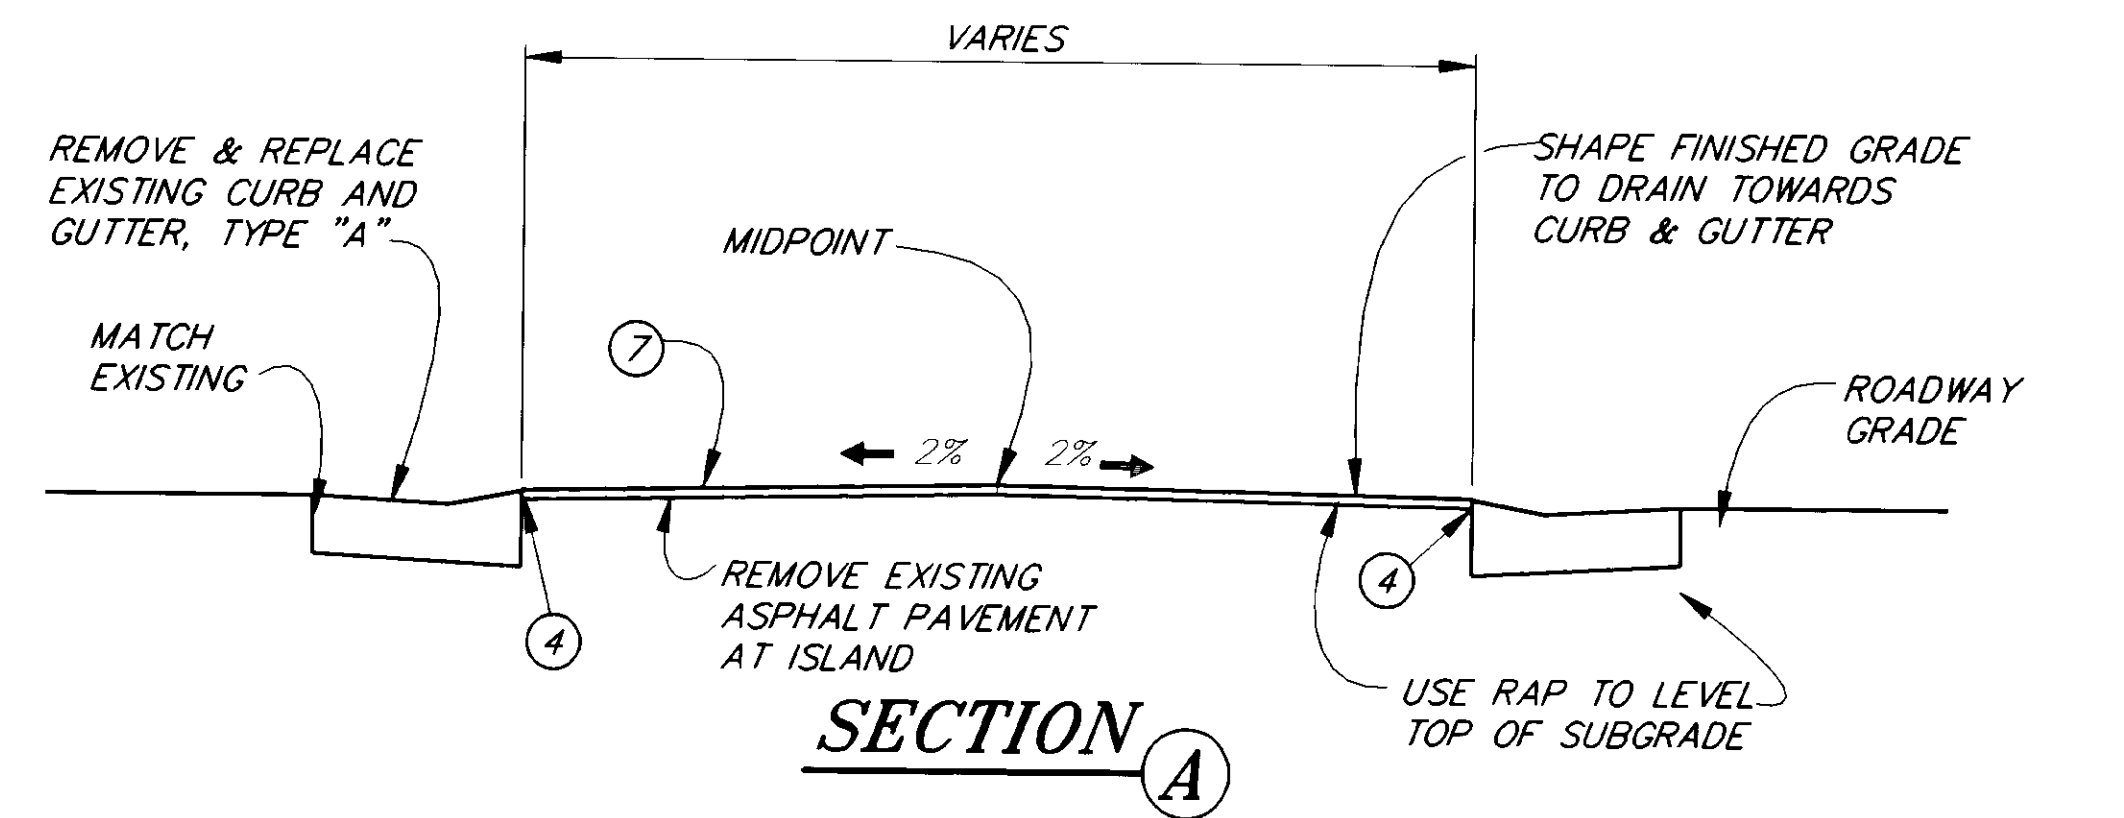 VARIES
REMOVE & REPLACE
EXISTING CURB AND
GUTTER, TYPE "A"
SHAPE FINISHED GRADE
TO DRAIN TOWARDS
CURB & GUTTER
MIDPOINT
MATCH
EXISTING
7
ROADWAY
GRADE
2% 2%
REMOVE EXISTING
ASPHALT PAVEMENT
AT ISLAND
4
4
USE RAP TO LEVEL
TOP OF SUBGRADE
SECTION A